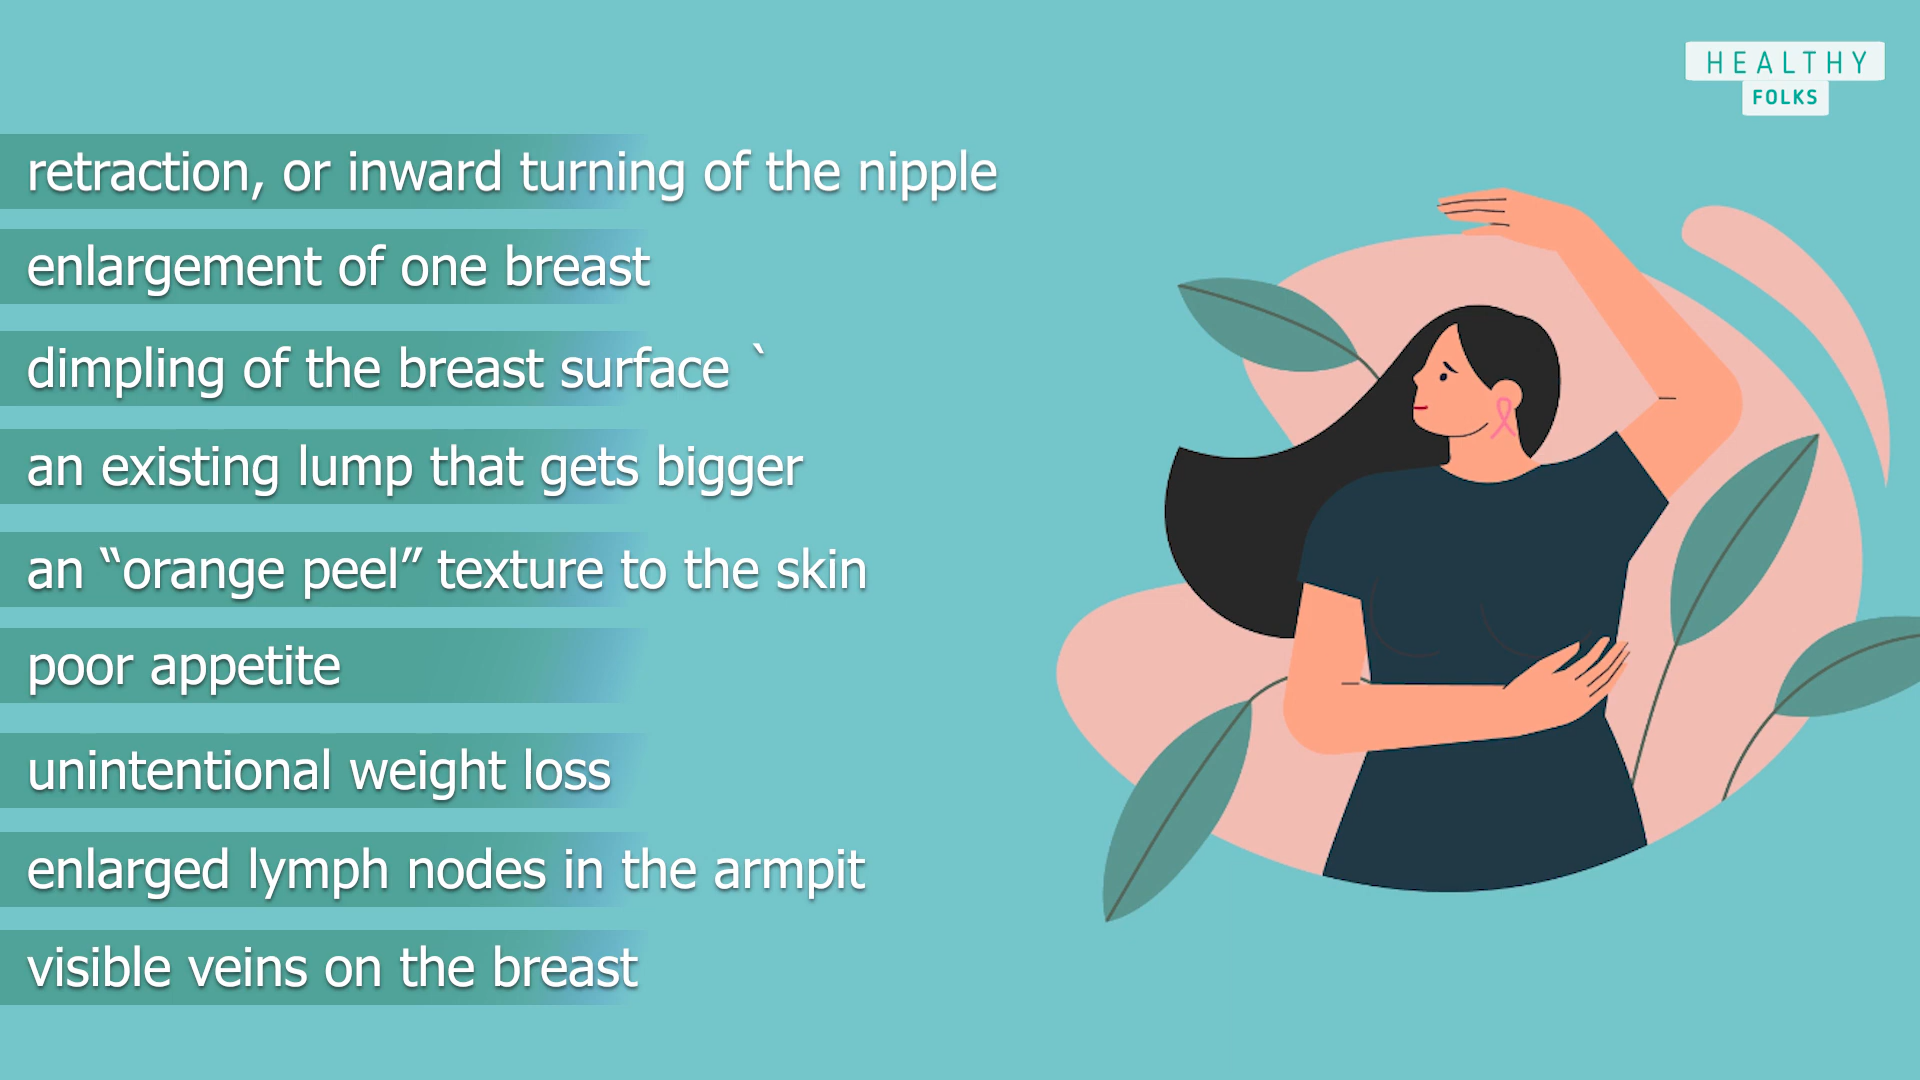 HEALTHY
FOLKS
retraction, or inward turning of the nipple
enlargement of one breast
dimpling of the breast surface `
an existing lump that gets bigger
an “orange peel” texture to the skin
poor appetite
unintentional weight loss
enlarged lymph nodes in the armpit
visible veins on the breast